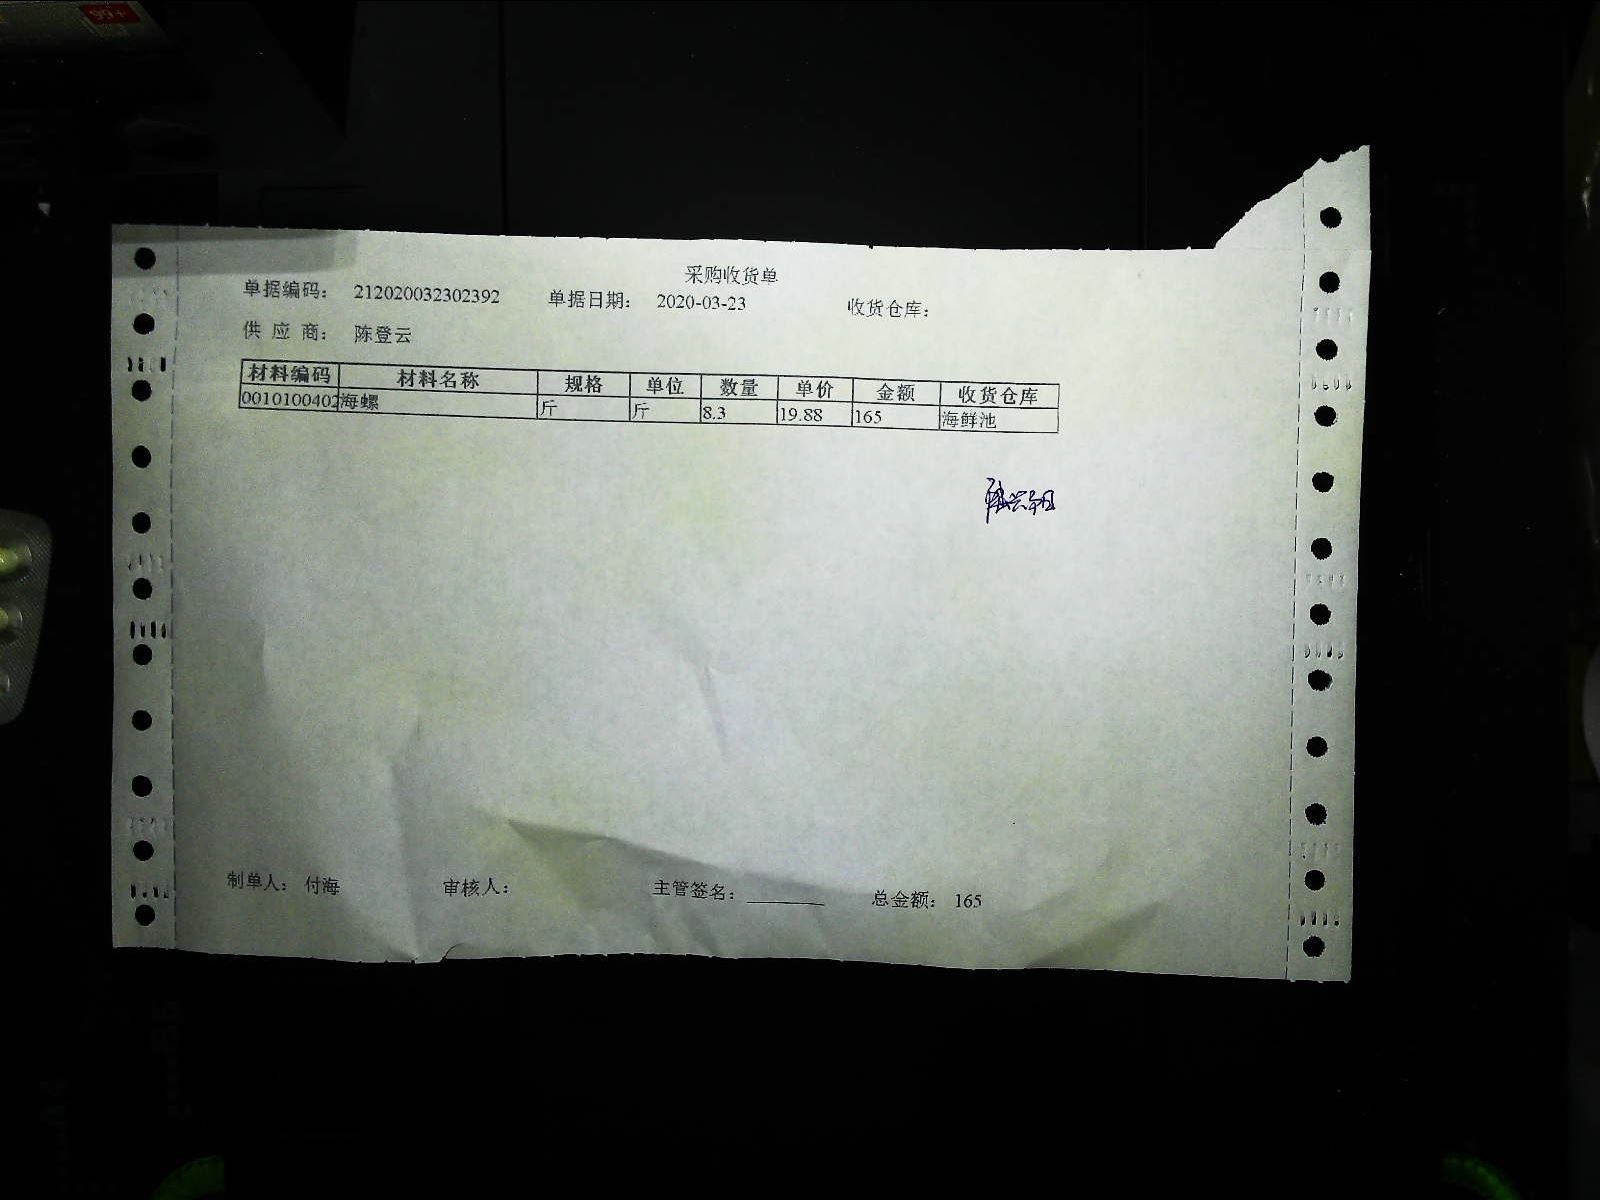 采购收货单
单据编码： 212020032302392 单据日期： 2020-03-23 收货仓库：
供 应 商： 陈登云
材料编码 材料名称 规格 单位 数量 单价 金额 收货仓库
0010100402 海螺 斤 斤 8.3 19.88 165 海鲜池
制单人： 付海 审核人： 主管签名： 总金额： 165
99+